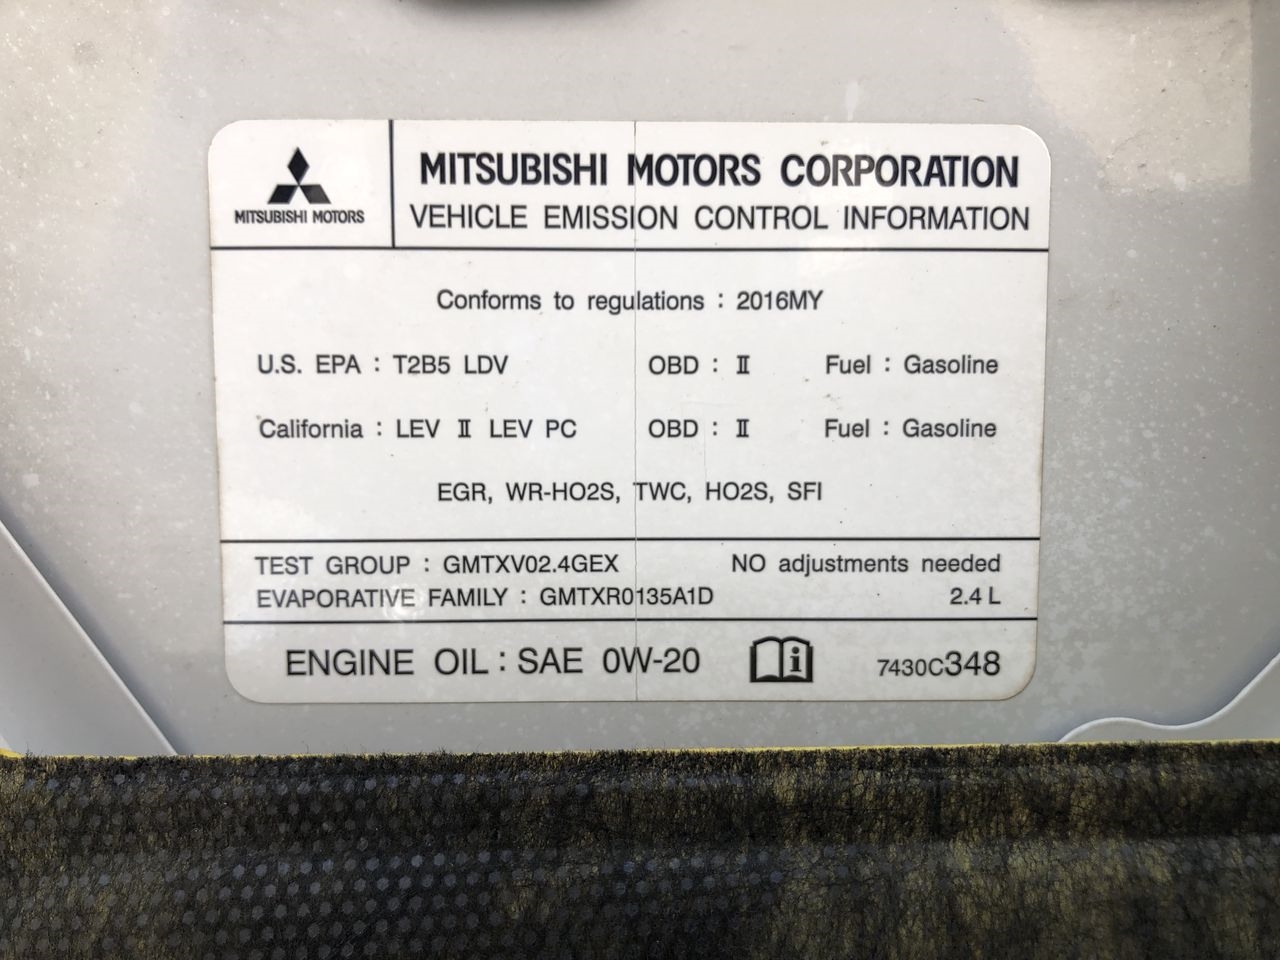 MITSUBISHI MOTORS
MITSUBISHI MOTORS CORPORATION
VEHICLE EMISSION CONTROL INFORMATION
Conforms to regulations : 2016MY
U.S. EPA : T2B5 LDV OBD : II Fuel : Gasoline
California : LEV II LEV PC OBD : II Fuel : Gasoline
EGR, WR-HO2S, TWC, HO2S, SFI
TEST GROUP : GMTXV02.4GEX NO adjustments needed
EVAPORATIVE FAMILY : GMTXR0135A1D 2.4 L
ENGINE OIL : SAE 0W-20 i 7430C348